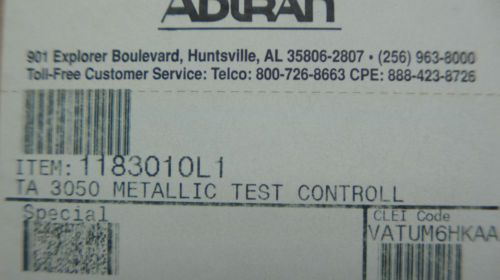 ADTRAN
901 Explorer Boulevard, Huntsville, AL 35806-2807 • (256) 963-8000
Toll-Free Customer Service: Telco: 800-726-8663 CPE: 888-423-8726
ITEM: 1183010L1
TA 3050 METALLIC TEST CONTROLL
Special
CLEI Code
VATUM6HKAA